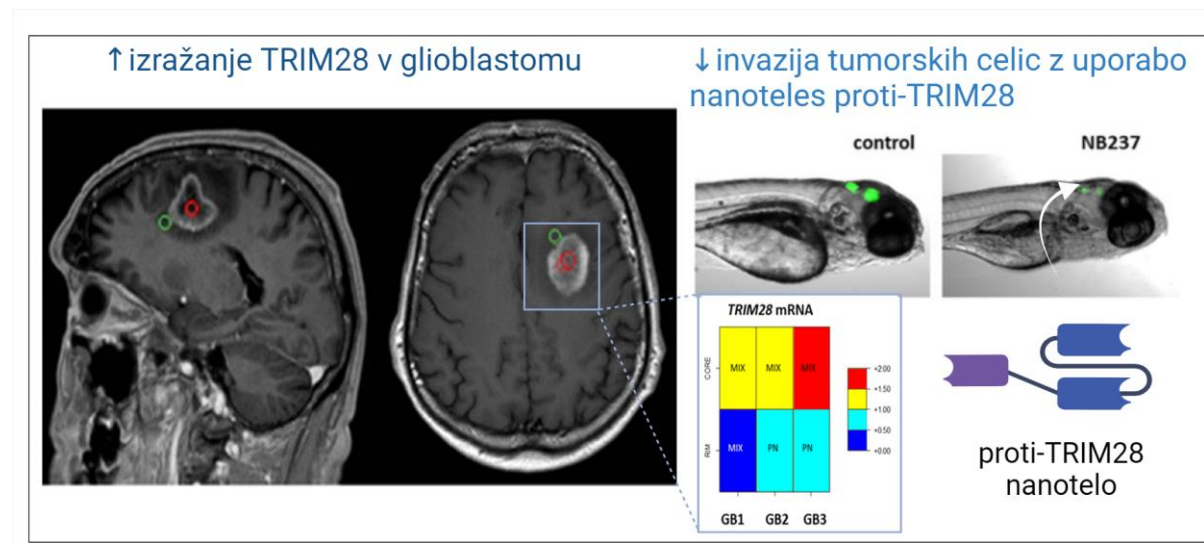 ↑izražanje TRIM28 v glioblastomu
↓invazija tumorskih celic z uporabo
nanoteles proti-TRIM28
control
NB237
TRIM28 mRNA
CORE
MIX
MIX
MIX
RIM
MIX
PN
PN
GB1
GB2
GB3
+2.00
+1.50
+1.00
+0.50
+0.00
proti-TRIM28
nanotelo